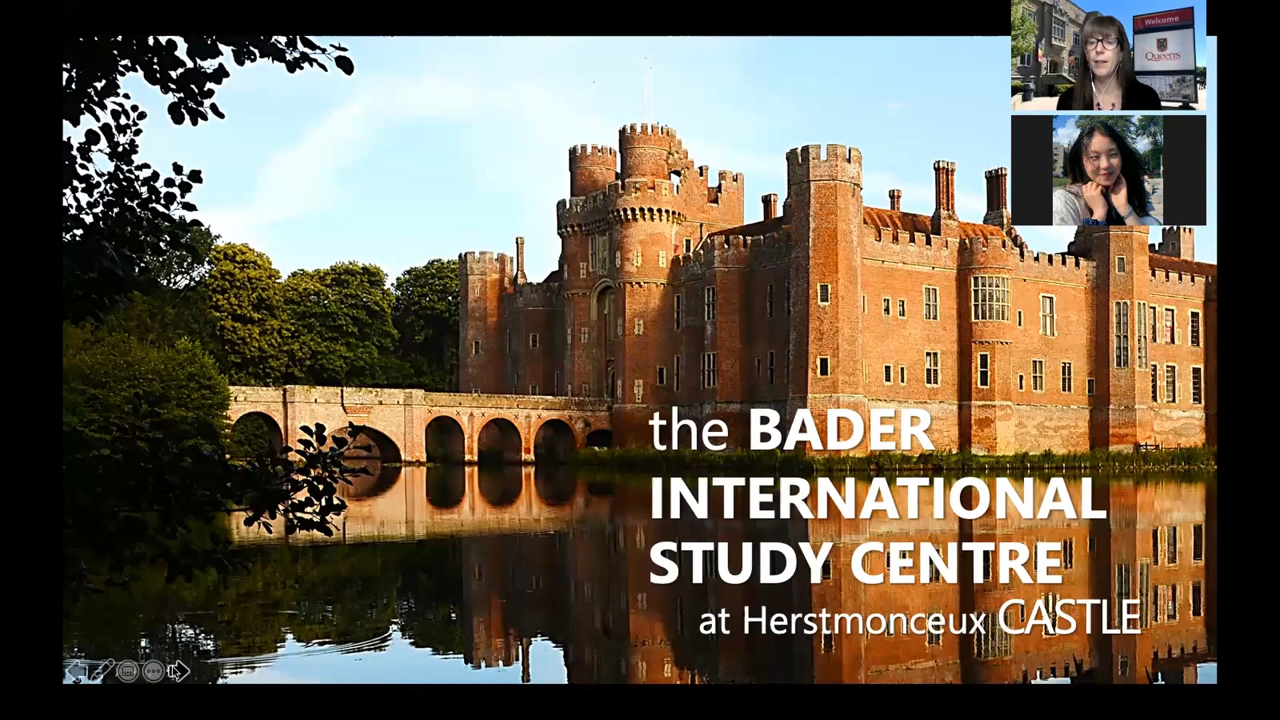 Welcome
Queen's
the BADER
INTERNATIONAL
STUDY CENTRE
at Herstmonceux CASTLE